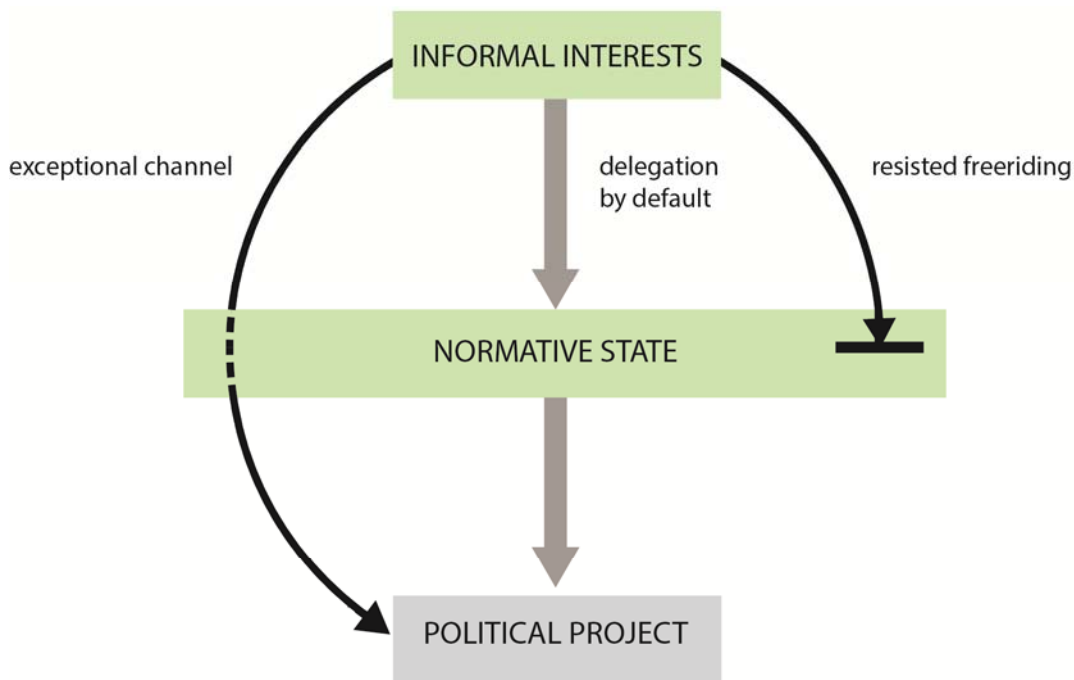 INFORMAL INTERESTS
exceptional channel
delegation
by default
resisted freeriding
NORMATIVE STATE
POLITICAL PROJECT